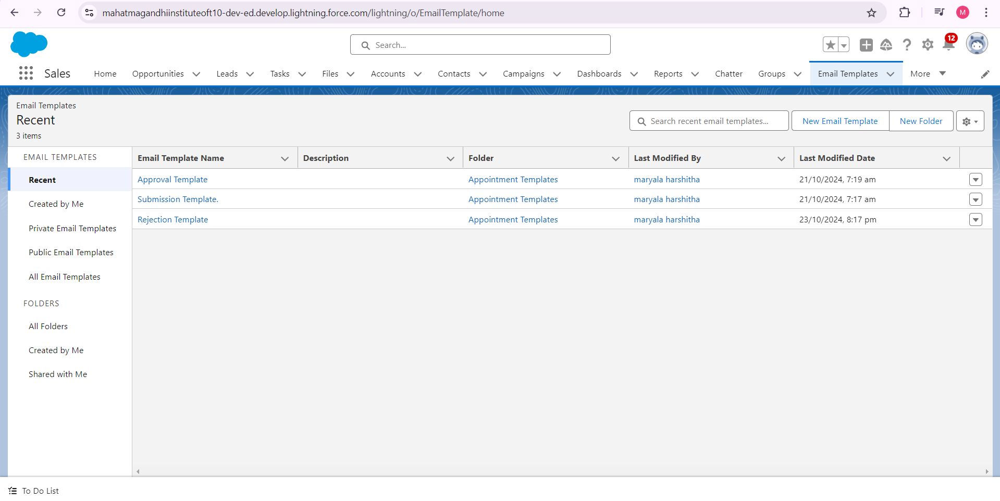 mahatmagandhiinstituteoft10-dev-ed.develop.lightning.force.com/lightning/o/EmailTemplate/home
M
Search...
12
Sales Home Opportunities Leads Tasks Files Accounts Contacts Campaigns Dashboards Reports Chatter Groups Email Templates More
Email Templates
Recent
3 items
Search recent email templates...
New Email Template
New Folder
EMAIL TEMPLATES
Recent
Created by Me
Private Email Templates
Public Email Templates
All Email Templates
FOLDERS
All Folders
Created by Me
Shared with Me
Email Template Name Description Folder Last Modified By Last Modified Date
Approval Template Appointment Templates maryala harshitha 21/10/2024, 7:19 am
Submission Template. Appointment Templates maryala harshitha 21/10/2024, 7:17 am
Rejection Template Appointment Templates maryala harshitha 23/10/2024, 8:17 pm
To Do List